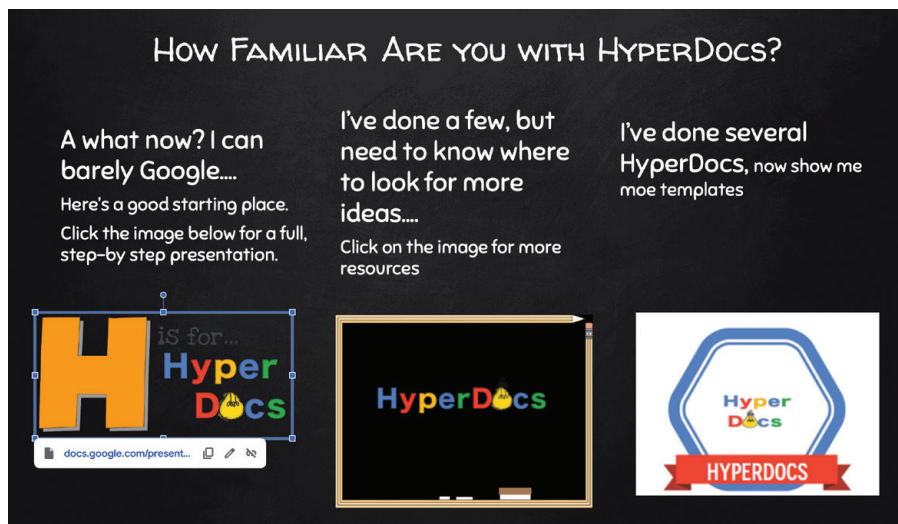 How Familiar Are you with HyperDocs?
A what now? I can
barely Google....
Here's a good starting place.
Click the image below for a full,
step-by step presentation.
I've done a few, but
need to know where
to look for more
ideas....
Click on the image for more
resources
I've done several
HyperDocs, now show me
moe templates
H
is for...
Hyper
Docs
docs.google.com/present...
HyperDocs
Hyper
Docs
HYPERDOCS